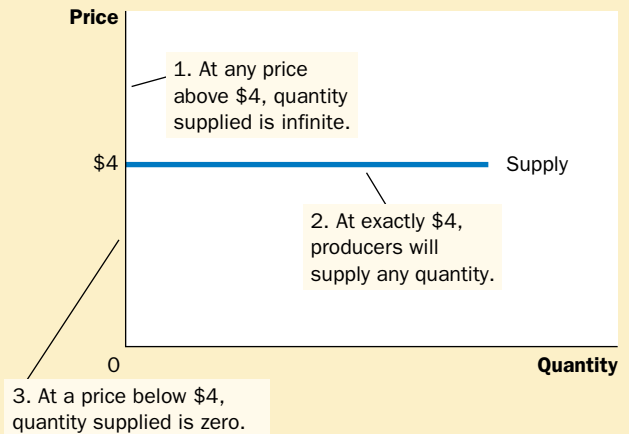 Price
1. At any price
above $4, quantity
supplied is infinite.
$4
Supply
2. At exactly $4,
producers will
supply any quantity.
0
Quantity
3. At a price below $4,
quantity supplied is zero.